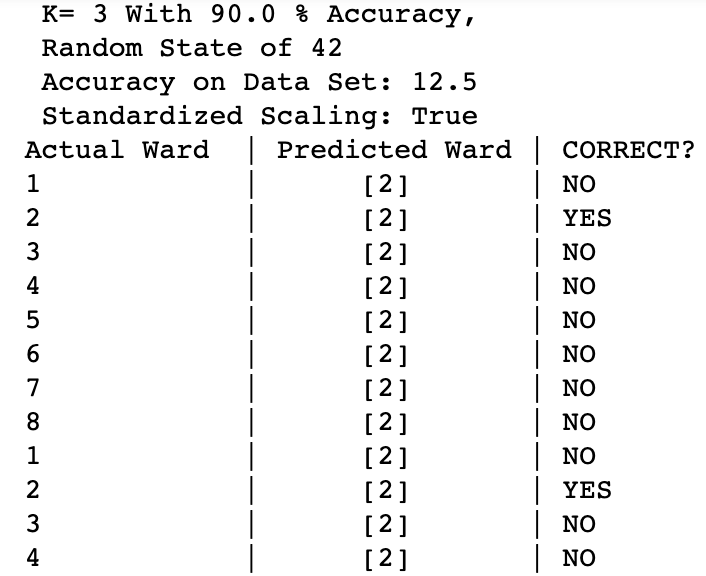 K= 3 With 90.0 % Accuracy,
Random State of 42
Accuracy on Data Set: 12.5
Standardized Scaling: True
Actual Ward | Predicted Ward | CORRECT?
1 | [2] | NO
2 | [2] | YES
3 | [2] | NO
4 | [2] | NO
5 | [2] | NO
6 | [2] | NO
7 | [2] | NO
8 | [2] | NO
1 | [2] | NO
2 | [2] | YES
3 | [2] | NO
4 | [2] | NO